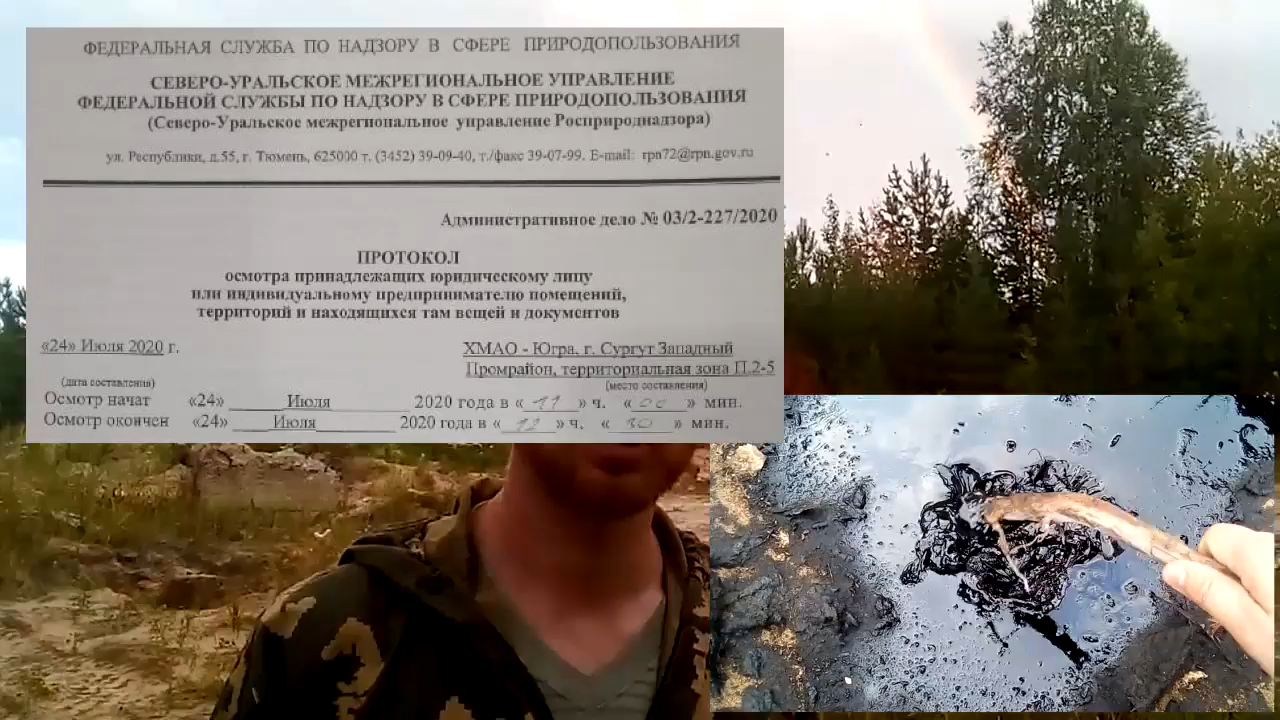 ФЕДЕРАЛЬНАЯ СЛУЖБА ПО НАДЗОРУ В СФЕРЕ ПРИРОДОПОЛЬЗОВАНИЯ
СЕВЕРО-УРАЛЬСКОЕ МЕЖРЕГИОНАЛЬНОЕ УПРАВЛЕНИЕ
ФЕДЕРАЛЬНОЙ СЛУЖБЫ ПО НАДЗОРУ В СФЕРЕ ПРИРОДОПОЛЬЗОВАНИЯ
(Северо-Уральское межрегиональное управление Росприроднадзора)
ул. Республики, д.55, г. Тюмень, 625000 т. (3452) 39-09-40, т./факс 39-07-99. E-mail: rpn72@rpn.gov.ru
Административное дело № 03/2-227/2020
ПРОТОКОЛ
осмотра принадлежащих юридическому лицу
или индивидуальному предпринимателю помещений,
территорий и находящихся там вещей и документов
«24» Июля 2020 г.
ХМАО - Югра, г. Сургут Западный
Промрайон, территориальная зона П.2-5
(дата составления)
(место составления)
Осмотр начат «24» Июля 2020 года в «11» ч. «00» мин.
Осмотр окончен «24» Июля 2020 года в «12» ч. «30» мин.